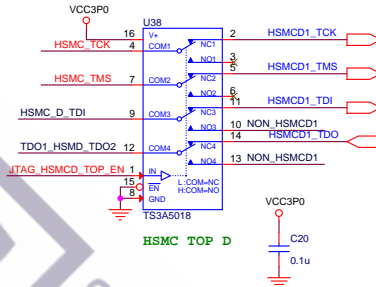 VCC3P0
U38
16 V+
HSMC_TCK 4 COM1 NC1 2 HSMCD1_TCK
NO1 3
HSMC_TMS 7 COM2 NC2 5 HSMCD1_TMS
NO2 6
HSMC_D_TDI 9 COM3 NC3 11 HSMCD1_TDI
NO3 10 NON_HSMCD1
TDO1_HSMD_TDO2 12 COM4 NC4 14 HSMCD1_TDO
NO4 13 NON_HSMCD1
JTAG_HSMCD_TOP_EN 1 IN
15 EN
L:COM=NC
H:COM=NO
8 GND
TS3A5018
HSMC TOP D
VCC3P0
C20
0.1u